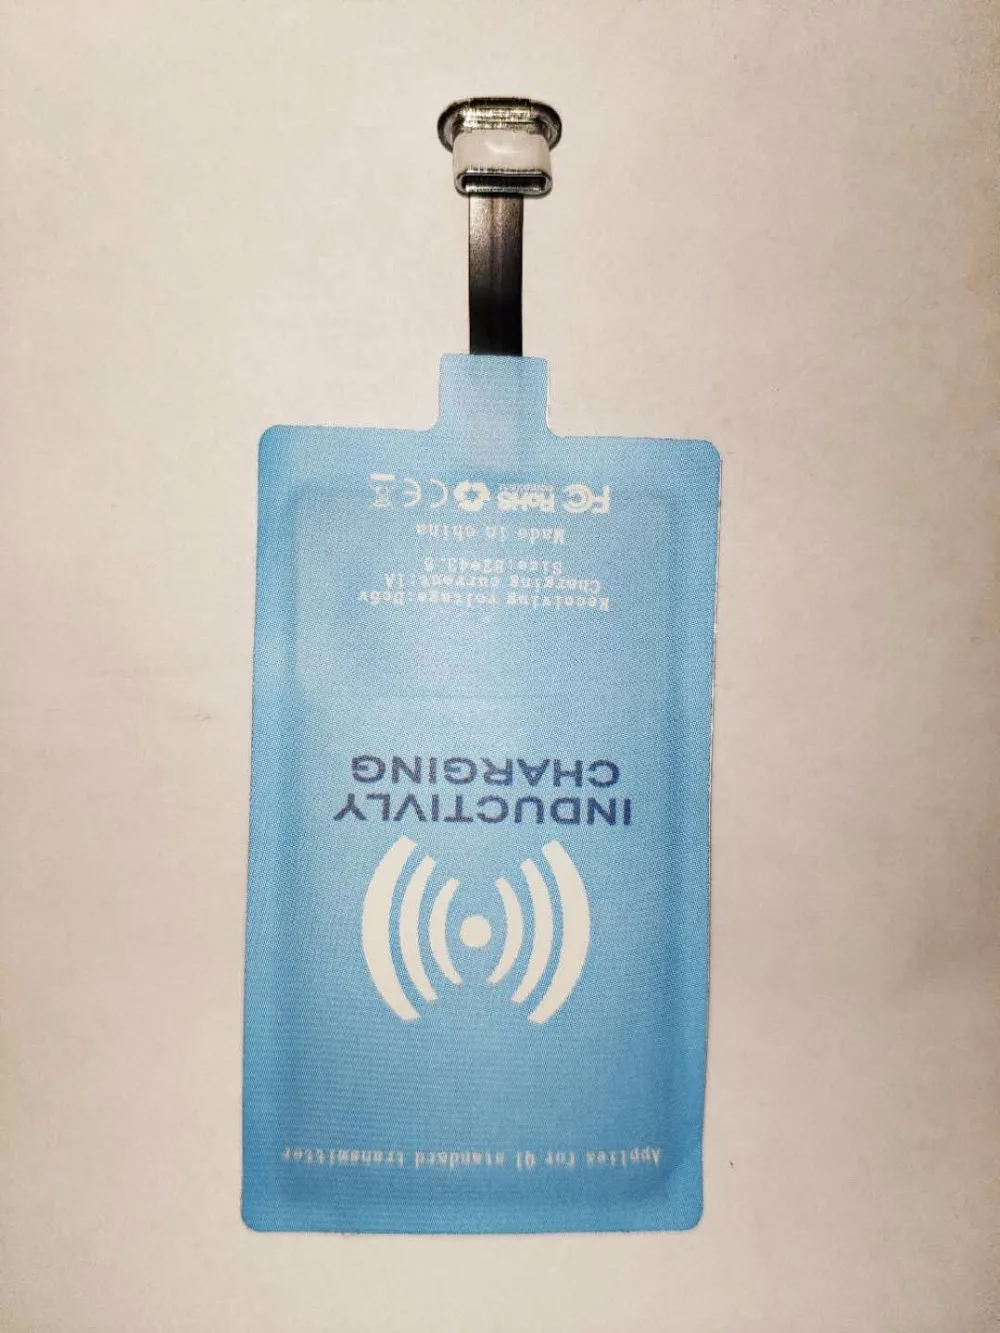 Applies for QI standard transmitter
INDUCTIVLY
CHARGING
Receiving voltage:Dc5v
Charging current:1A
Size:82*43.6
Made in china
FC RoHS CE